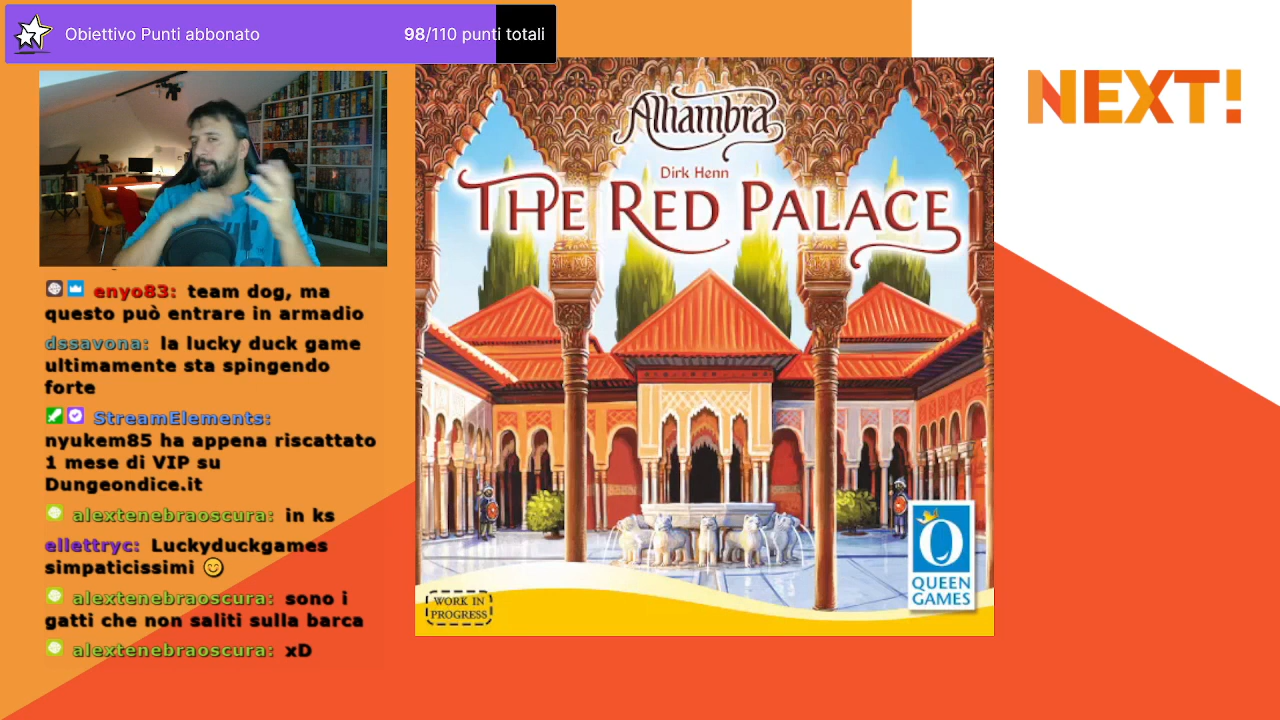 Obiettivo Punti abbonato 98/110 punti totali
NEXT!
Alhambra
Dirk Henn
THE RED PALACE
QUEEN
GAMES
WORK IN
PROGRESS
enyo83: team dog, ma
questo può entrare in armadio
dssavona: la lucky duck game
ultimamente sta spingendo
forte
StreamElements:
nyukem85 ha appena riscattato
1 mese di VIP su
Dungeondice.it
alextenebraoscura: in ks
ellettryc: Luckyduckgames
simpaticissimi 😊
alextenebraoscura: sono i
gatti che non saliti sulla barca
alextenebraoscura: xD